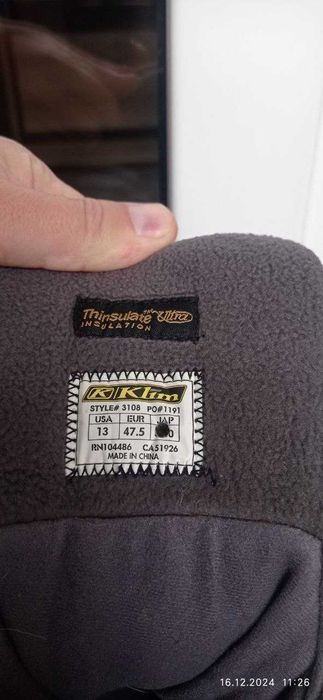 Thinsulate™ Ultra
INSULATION
K Klim
STYLE# 3108 PO#1191
USA EUR JAP
13 47.5
RN104486 CA51926
MADE IN CHINA
16.12.2024 11:26